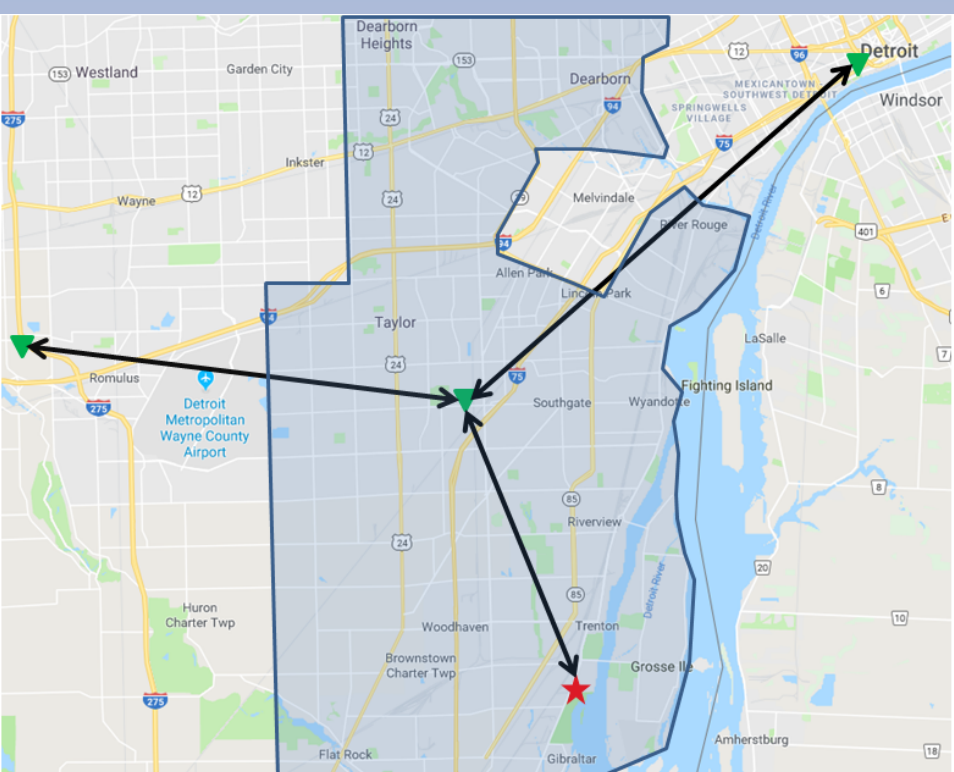 Dearborn
Heights
153
Westland
Garden City
153
Dearborn
12
96
Detroit
MEXICANTOWN -
SOUTHWEST DETROIT
94
SPRINGWELLS
VILLAGE
Windsor
275
24
75
12
Inkster
Wayne
12
24
Melvindale
River Rouge
Detroit River
401
94
Allen Park
6
Lincoln Park
94
Taylor
LaSalle
7
24
Romulus
75
Fighting Island
275
Southgate
Wyandotte
Detroit
Metropolitan
Wayne County
Airport
8
85
Riverview
24
20
Detroit River
85
Huron
Charter Twp
Woodhaven
Trenton
10
Brownstown
Charter Twp
Grosse Ile
275
Amherstburg
18
Flat Rock
Gibraltar